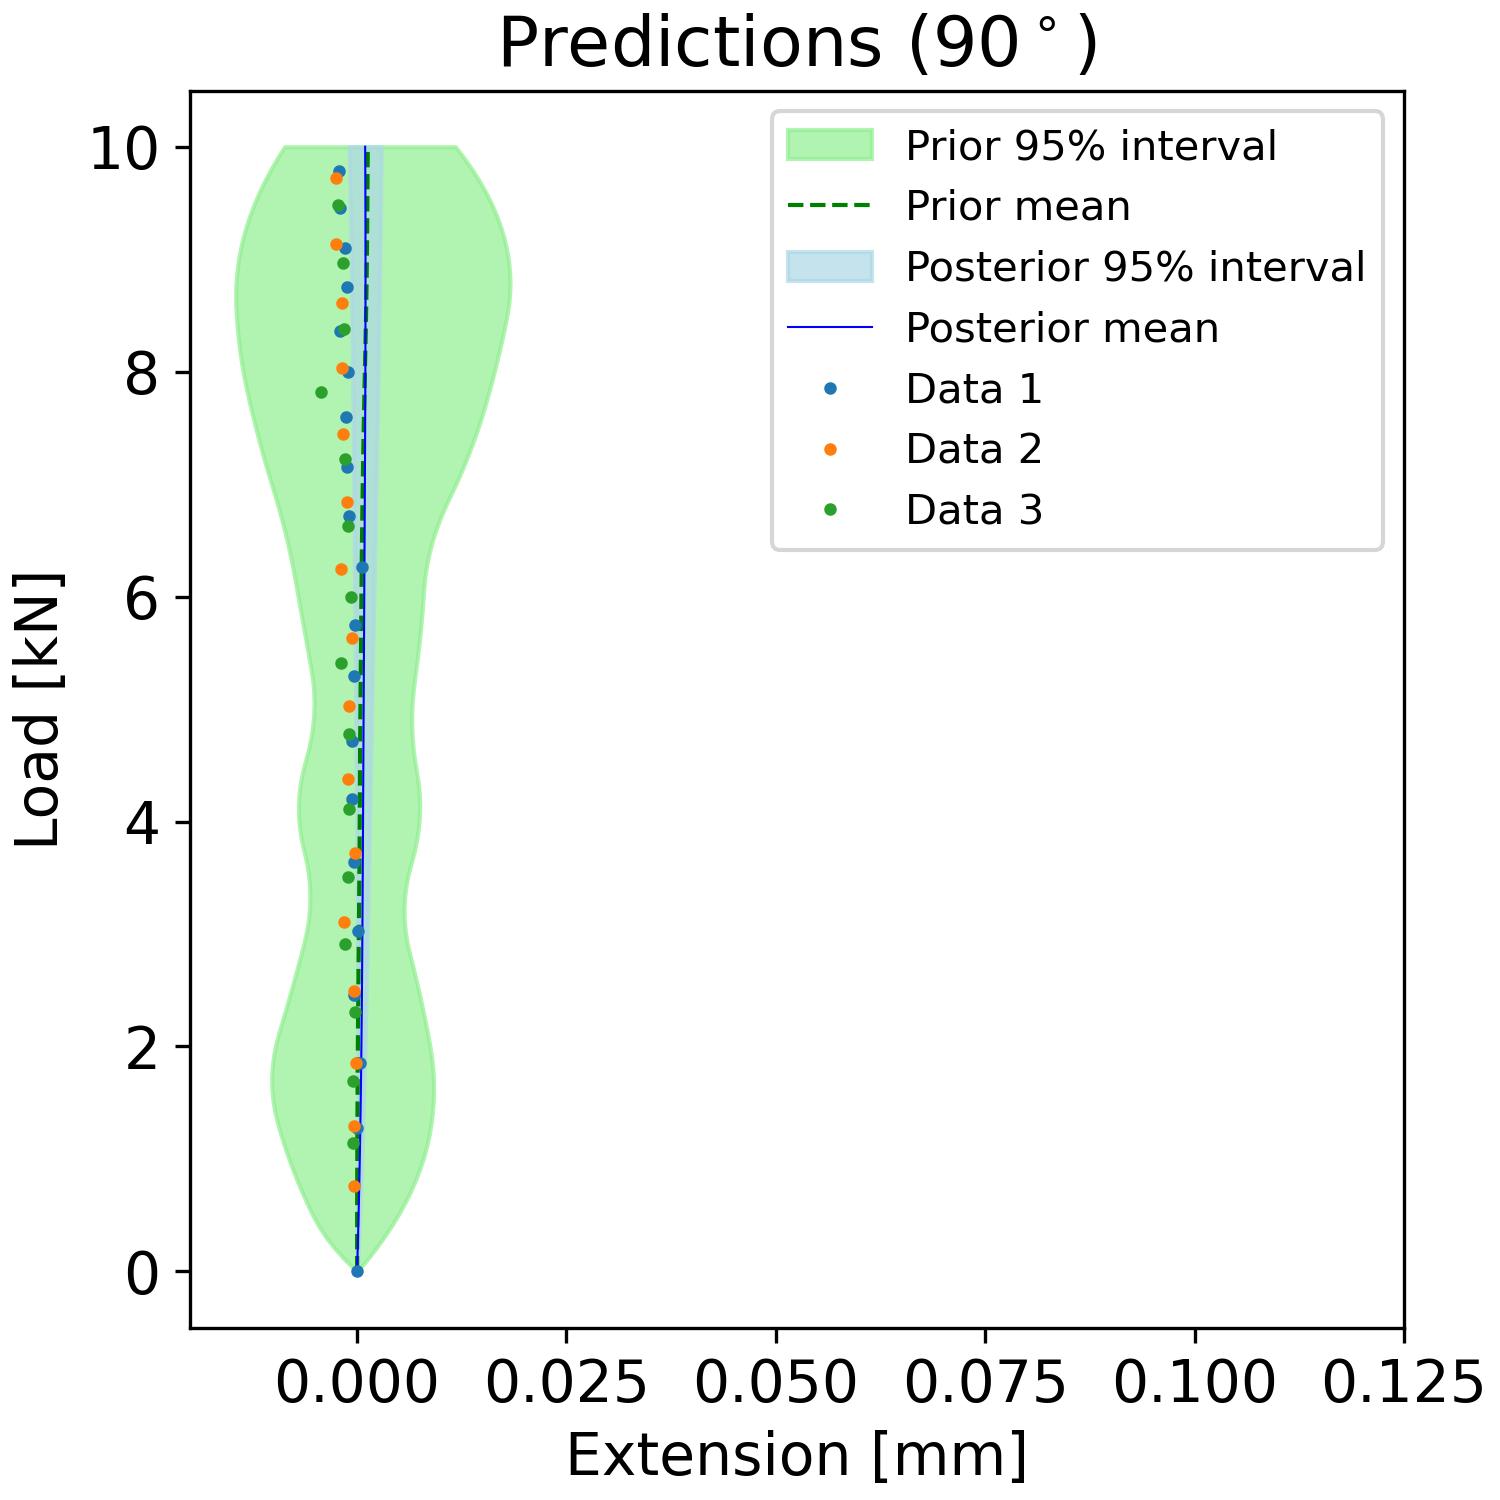 Predictions (90°)
10
8
6
4
2
0
Load [kN]
Prior 95% interval
Prior mean
Posterior 95% interval
Posterior mean
Data 1
Data 2
Data 3
0.000 0.025 0.050 0.075 0.100 0.125
Extension [mm]